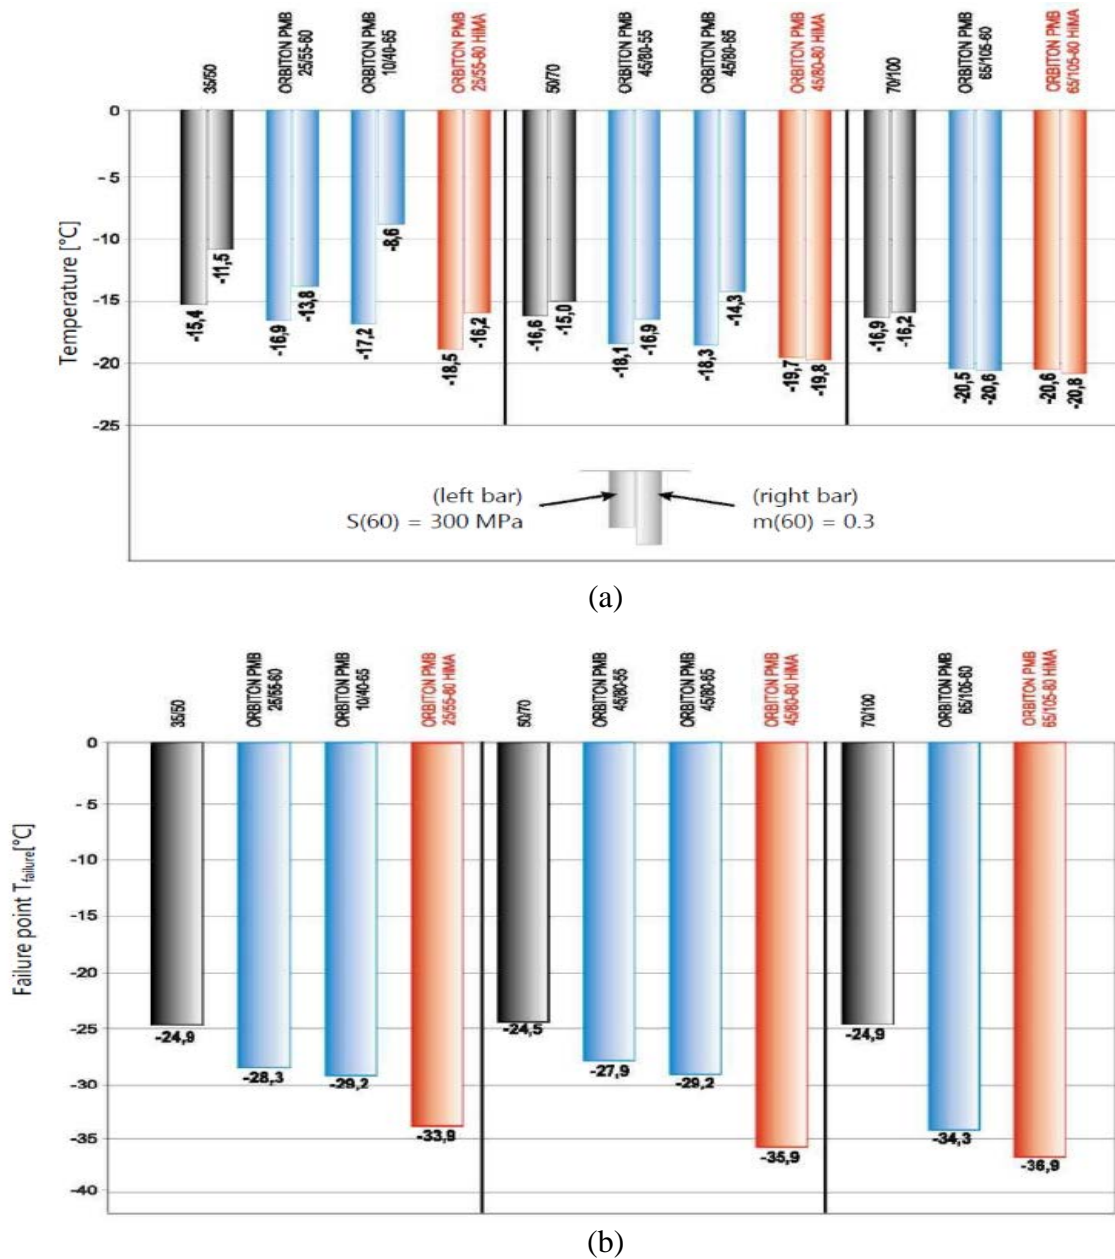 35/50
ORBITON PMB
25/55-60
ORBITON PMB
10/40-65
ORBITON PMB
25/55-80 HIMA
50/70
ORBITON PMB
45/80-55
ORBITON PMB
45/80-65
ORBITON PMB
45/80-80 HIMA
70/100
ORBITON PMB
65/105-60
ORBITON PMB
65/105-80 HIMA
Temperature [°C]
0
-5
-10
-15
-20
-25
-15,4
-11,5
-16,9
-13,8
-17,2
-8,6
-18,5
-16,2
-16,6
-15,0
-18,1
-16,9
-18,3
-14,3
-19,7
-19,8
-16,9
-16,2
-20,5
-20,6
-20,6
-20,8
(left bar)
S(60) = 300 MPa
(right bar)
m(60) = 0.3
(a)
35/50
ORBITON PMB
25/55-60
ORBITON PMB
10/40-65
ORBITON PMB
25/55-80 HIMA
50/70
ORBITON PMB
45/80-55
ORBITON PMB
45/80-65
ORBITON PMB
45/80-80 HIMA
70/100
ORBITON PMB
65/105-60
ORBITON PMB
65/105-80 HIMA
Failure point Tfailure[°C]
0
-5
-10
-15
-20
-25
-30
-35
-40
-24,9
-28,3
-29,2
-33,9
-24,5
-27,9
-29,2
-35,9
-24,9
-34,3
-36,9
(b)